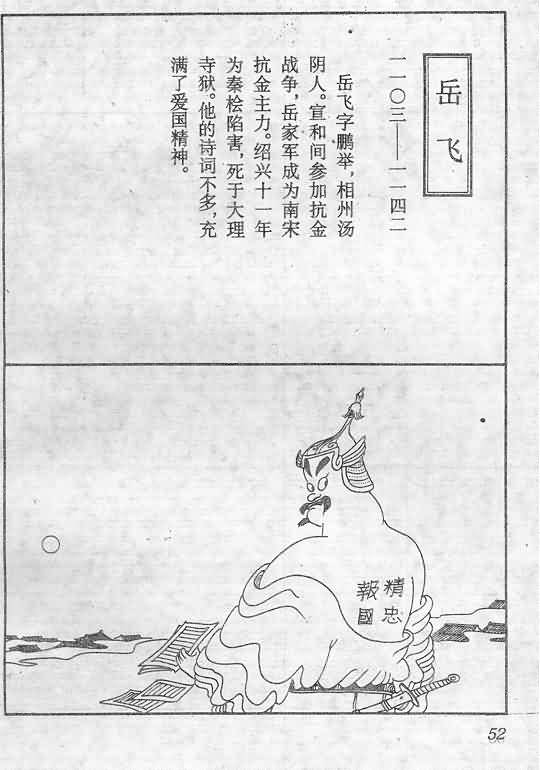 岳飞
一一〇三——一一四二
岳飞字鹏举，相州汤
阴人。宣和间参加抗金
战争，岳家军成为南宋
抗金主力。绍兴十一年
为秦桧陷害，死于大理
寺狱。他的诗词不多，充
满了爱国精神。
精忠
報國
52